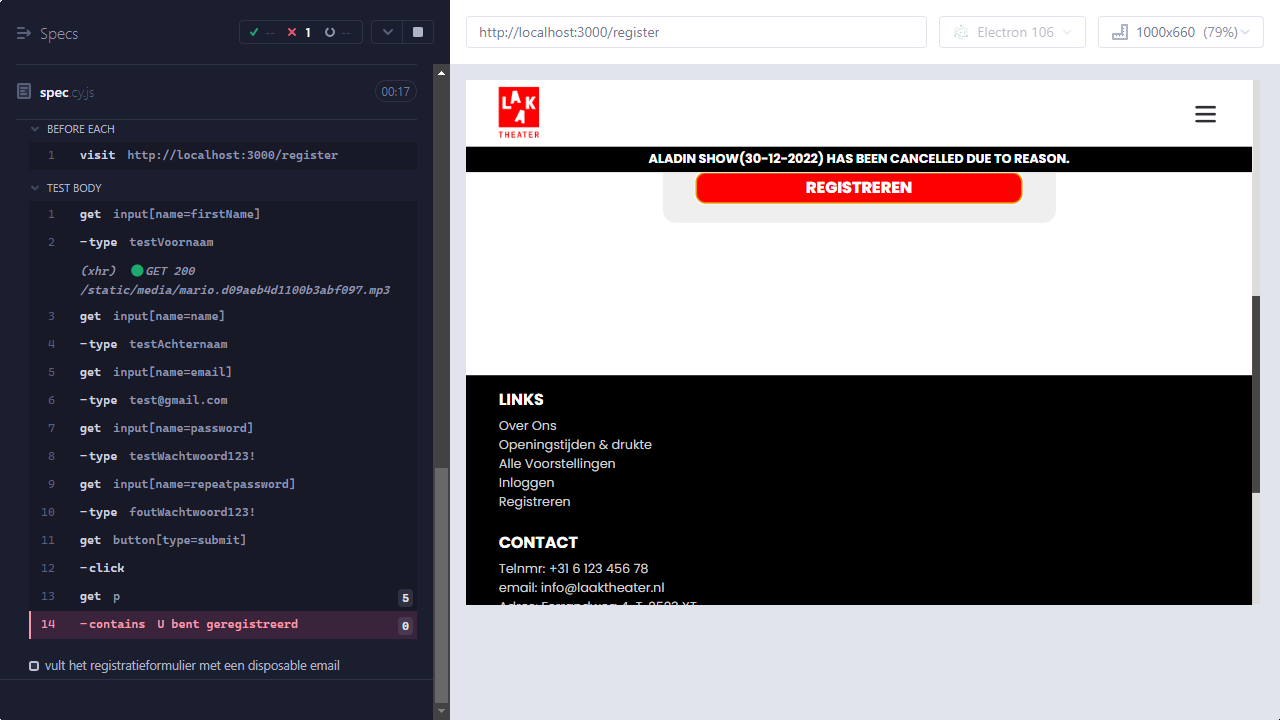 Specs
-- 1 --
spec.cy.js 00:17
BEFORE EACH
1 visit http://localhost:3000/register
TEST BODY
1 get input[name=firstName]
2 -type testVoornaam
(xhr) GET 200
/static/media/mario.d09aeb4d1100b3abf097.mp3
3 get input[name=name]
4 -type testAchternaam
5 get input[name=email]
6 -type test@gmail.com
7 get input[name=password]
8 -type testWachtwoord123!
9 get input[name=repeatpassword]
10 -type foutWachtwoord123!
11 get button[type=submit]
12 -click
13 get p 5
14 -contains U bent geregistreerd 0
vult het registratieformulier met een disposable email
http://localhost:3000/register
Electron 106
1000x660 (79%)
LAKA
THEATER
ALADIN SHOW(30-12-2022) HAS BEEN CANCELLED DUE TO REASON.
REGISTREREN
LINKS
Over Ons
Openingstijden & drukte
Alle Voorstellingen
Inloggen
Registreren
CONTACT
Telnmr: +31 6 123 456 78
email: info@laaktheater.nl